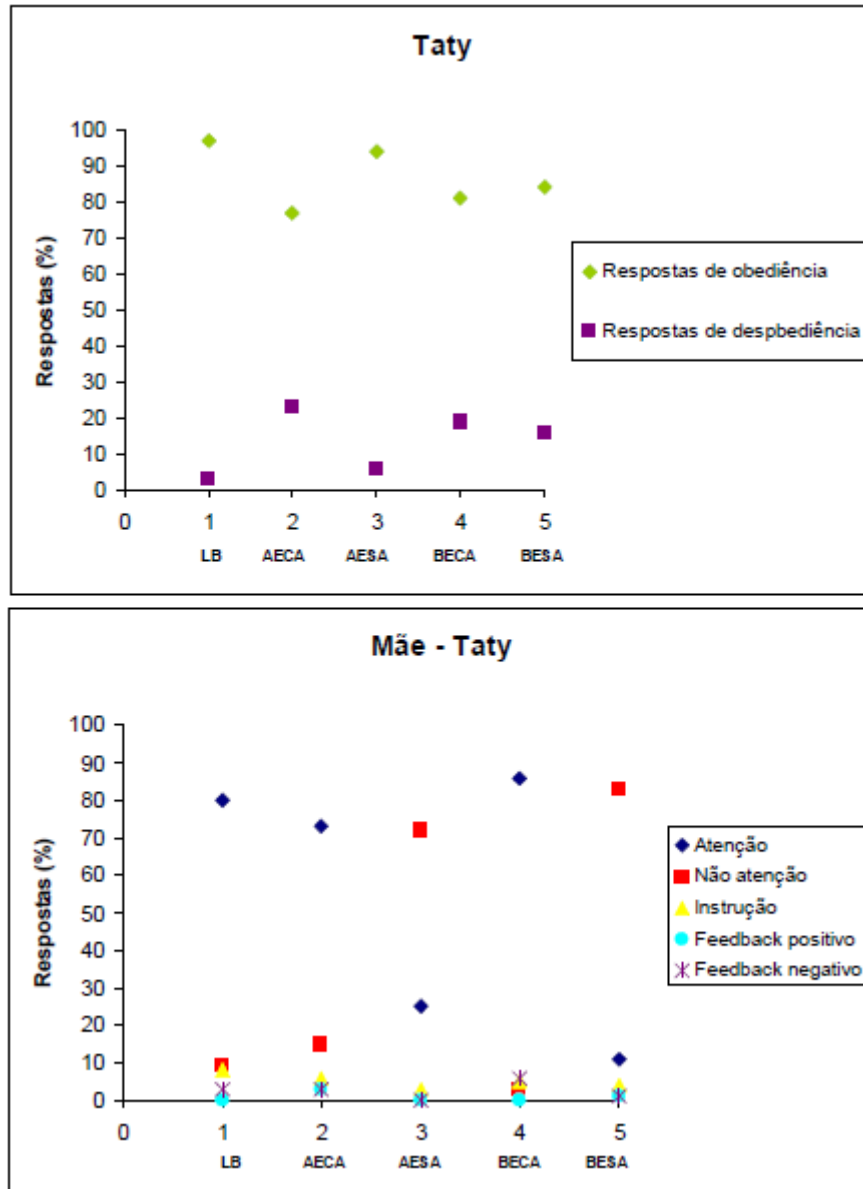 Taty
100
90
80
70
60
50
40
30
20
10
0
Respostas (%)
0 1 2 3 4 5
LB AECA AESA BECA BESA
Respostas de obediência
Respostas de despbediência
Mãe - Taty
100
90
80
70
60
50
40
30
20
10
0
Respostas (%)
0 1 2 3 4 5
LB AECA AESA BECA BESA
Atenção
Não atenção
Instrução
Feedback positivo
Feedback negativo